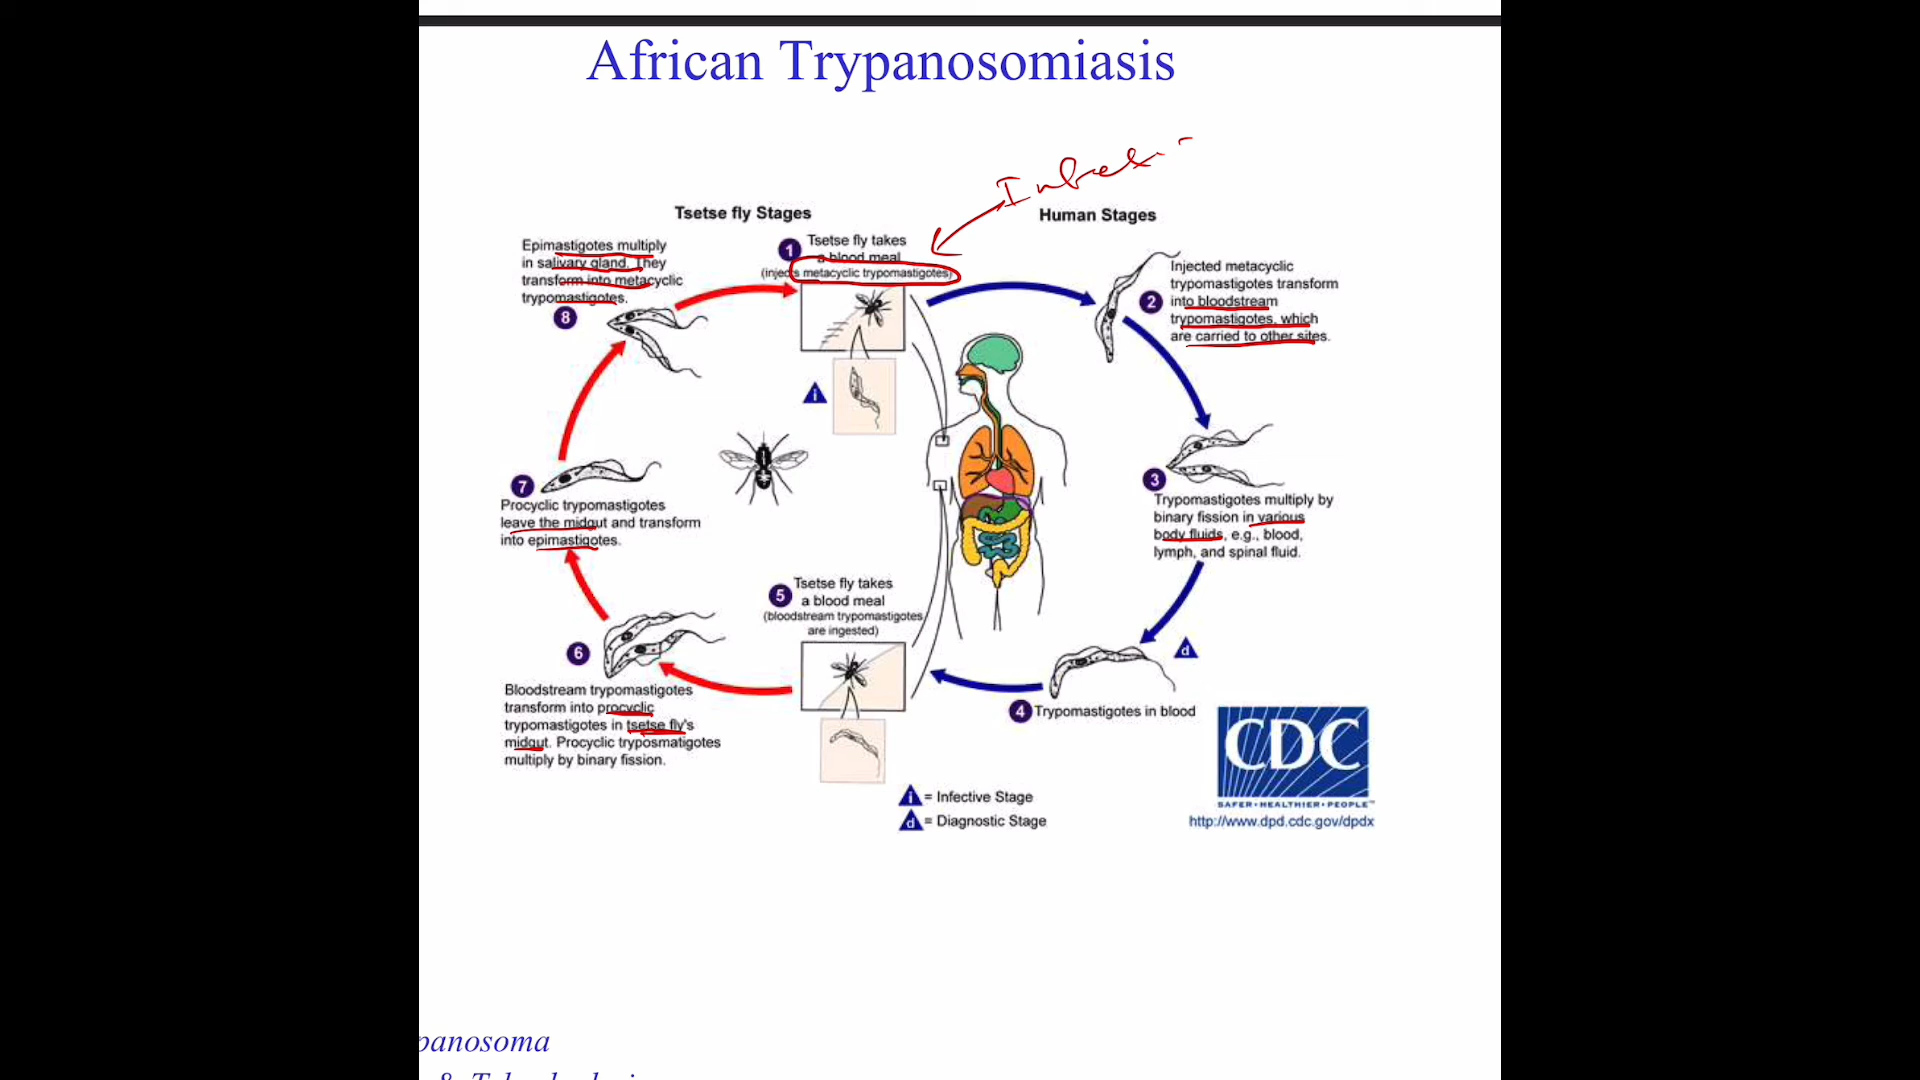 African Trypanosomiasis
Tsetse fly Stages
Human Stages
1
Tsetse fly takes
a blood meal
(injects metacyclic trypomastigotes)
Epimastigotes multiply
in salivary gland. They
transform into metacyclic
trypomastigotes.
8
Injected metacyclic
trypomastigotes transform
into bloodstream
trypomastigotes, which
are carried to other sites.
2
i
3
Trypomastigotes multiply by
binary fission in various
body fluids, e.g., blood,
lymph, and spinal fluid.
7
Procyclic trypomastigotes
leave the midgut and transform
into epimastigotes.
5
Tsetse fly takes
a blood meal
(bloodstream trypomastigotes
are ingested)
6
Bloodstream trypomastigotes
transform into procyclic
trypomastigotes in tsetse fly's
midgut. Procyclic tryposmatigotes
multiply by binary fission.
d
4 Trypomastigotes in blood
CDC
SAFER•HEALTHIER•PEOPLE™
http://www.dpd.cdc.gov/dpdx
i = Infective Stage
d = Diagnostic Stage
panosoma